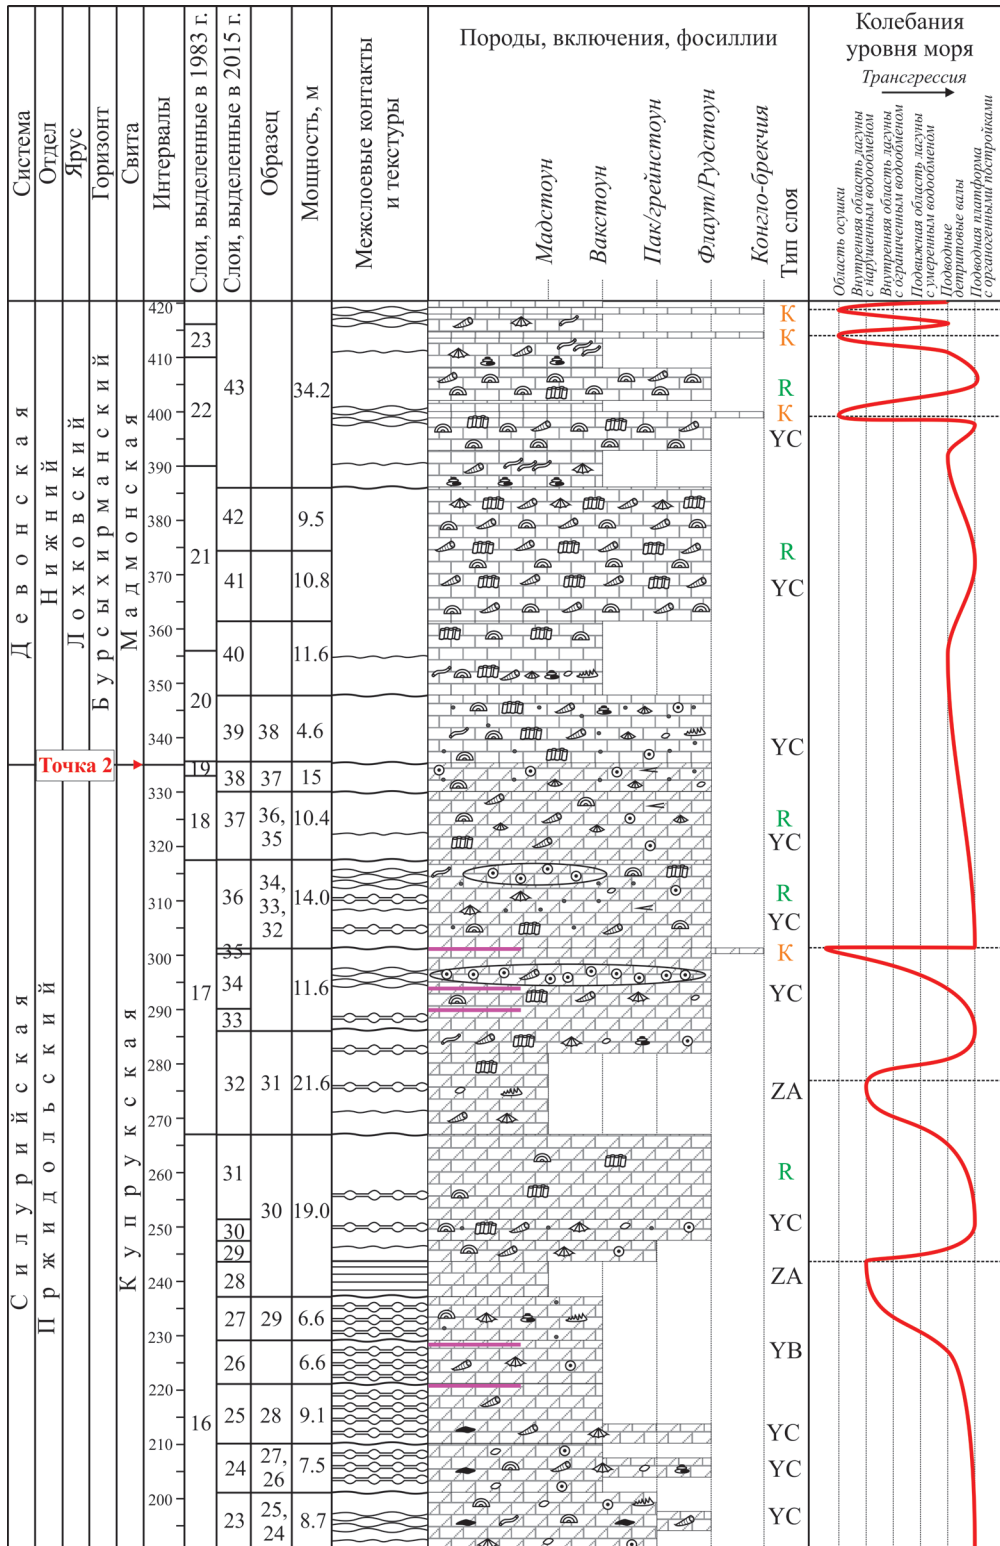 Система
Отдел
Ярус
Горизонт
Свита
Интервалы
Слои, выделенные в 1983 г.
Слои, выделенные в 2015 г.
Образец
Мощность, м
Межслоевые контакты
и текстуры
Породы, включения, фосиллии
Мадстоун
Вакстоун
Пак/грейнстоун
Флаут/Рудстоун
Конгло-брекчия
Тип слоя
Колебания
уровня моря
Трансгрессия
Область осушки
Внутренняя область лагуны
с нарушенным водообменом
Внутренняя область лагуны
с ограниченным водообменом
Подвижная область лагуны
с умеренным водообменом
Подводные
детритовые валы
Подводная платформа
с органогенными постройками
Девонская
Нижний
Лохковский
Бурсыхирманский
Мадмонская
Точка 2
Силурийская
Пржидольский
Купрукская
420
410
400
390
380
370
360
350
340
330
320
310
300
290
280
270
260
250
240
230
220
210
200
23
22
21
20
19
18
17
16
43
42
41
40
39
38
37
36
35
34
33
32
31
30
29
28
27
26
25
24
23
38
37
36,
35
34,
33,
32
31
30
29
28
27,
26
25,
24
34.2
9.5
10.8
11.6
4.6
15
10.4
14.0
11.6
21.6
19.0
6.6
6.6
9.1
7.5
8.7
К
К
R
К
YC
R
YC
YC
R
YC
R
YC
К
YC
ZA
R
YC
ZA
YB
YC
YC
YC